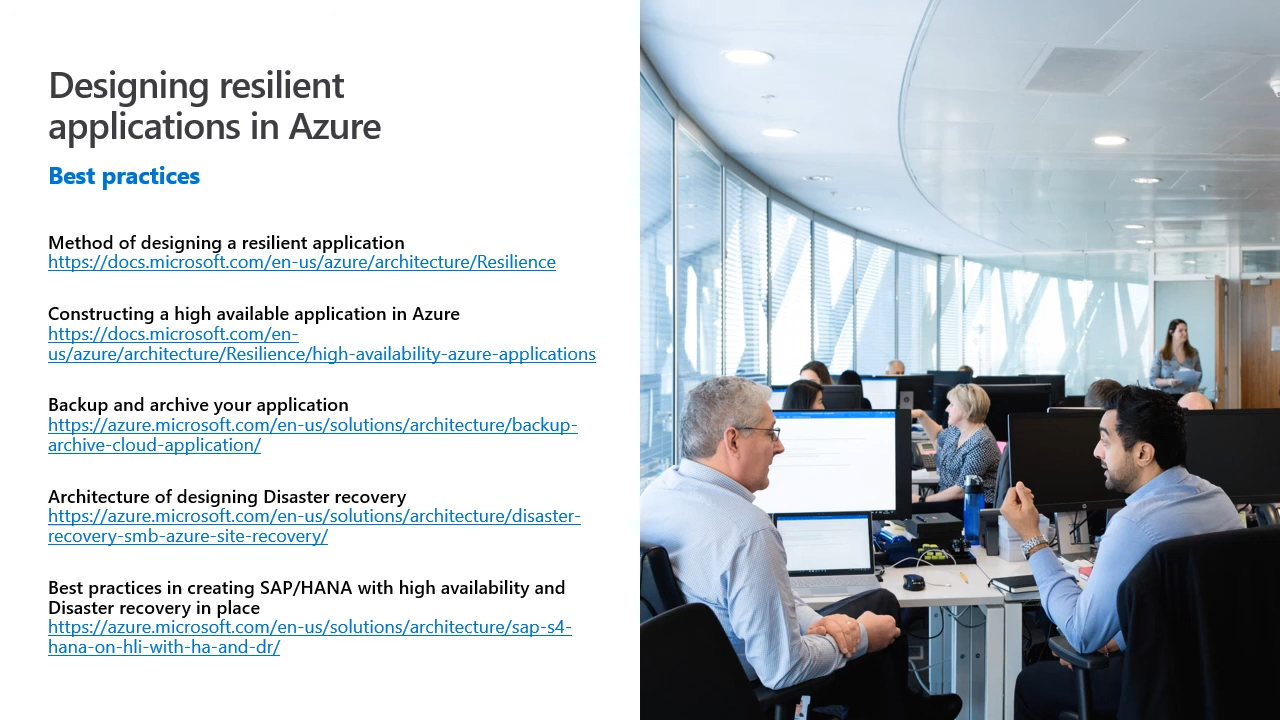 Designing resilient
applications in Azure
Best practices
Method of designing a resilient application
https://docs.microsoft.com/en-us/azure/architecture/Resilience
Constructing a high available application in Azure
https://docs.microsoft.com/en-
us/azure/architecture/Resilience/high-availability-azure-applications
Backup and archive your application
https://azure.microsoft.com/en-us/solutions/architecture/backup-
archive-cloud-application/
Architecture of designing Disaster recovery
https://azure.microsoft.com/en-us/solutions/architecture/disaster-
recovery-smb-azure-site-recovery/
Best practices in creating SAP/HANA with high availability and
Disaster recovery in place
https://azure.microsoft.com/en-us/solutions/architecture/sap-s4-
hana-on-hli-with-ha-and-dr/